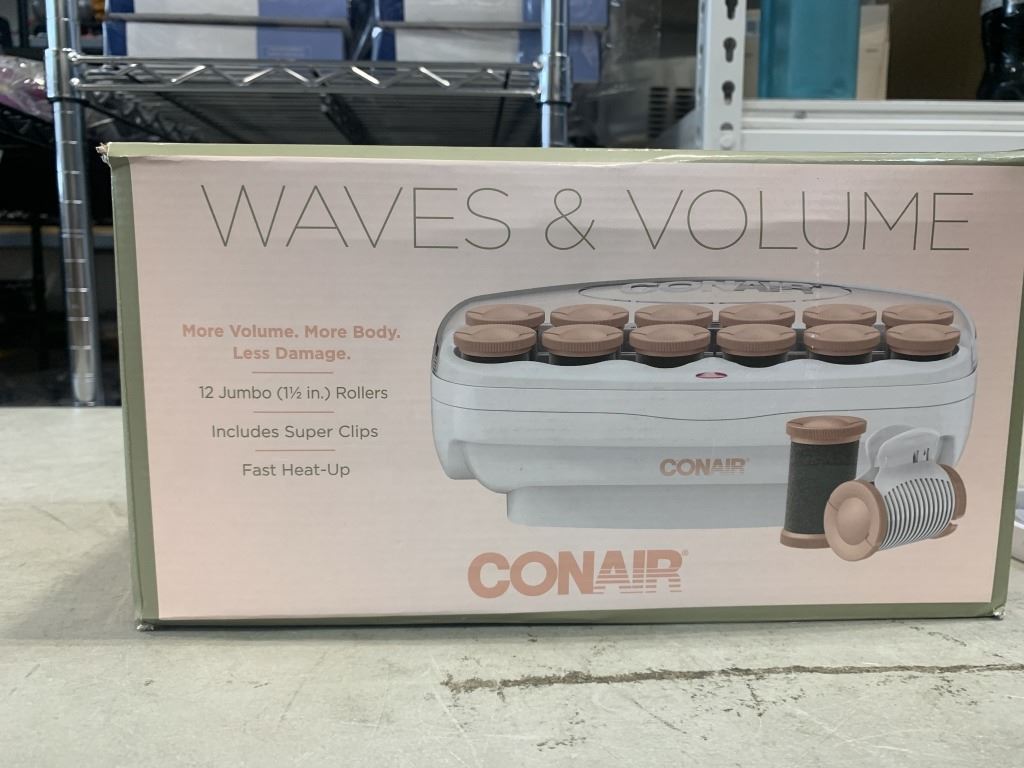 WAVES & VOLUME
More Volume. More Body.
Less Damage.
12 Jumbo (1½ in.) Rollers
Includes Super Clips
Fast Heat-Up
CONAIR
CONAIR®
CONAIR®